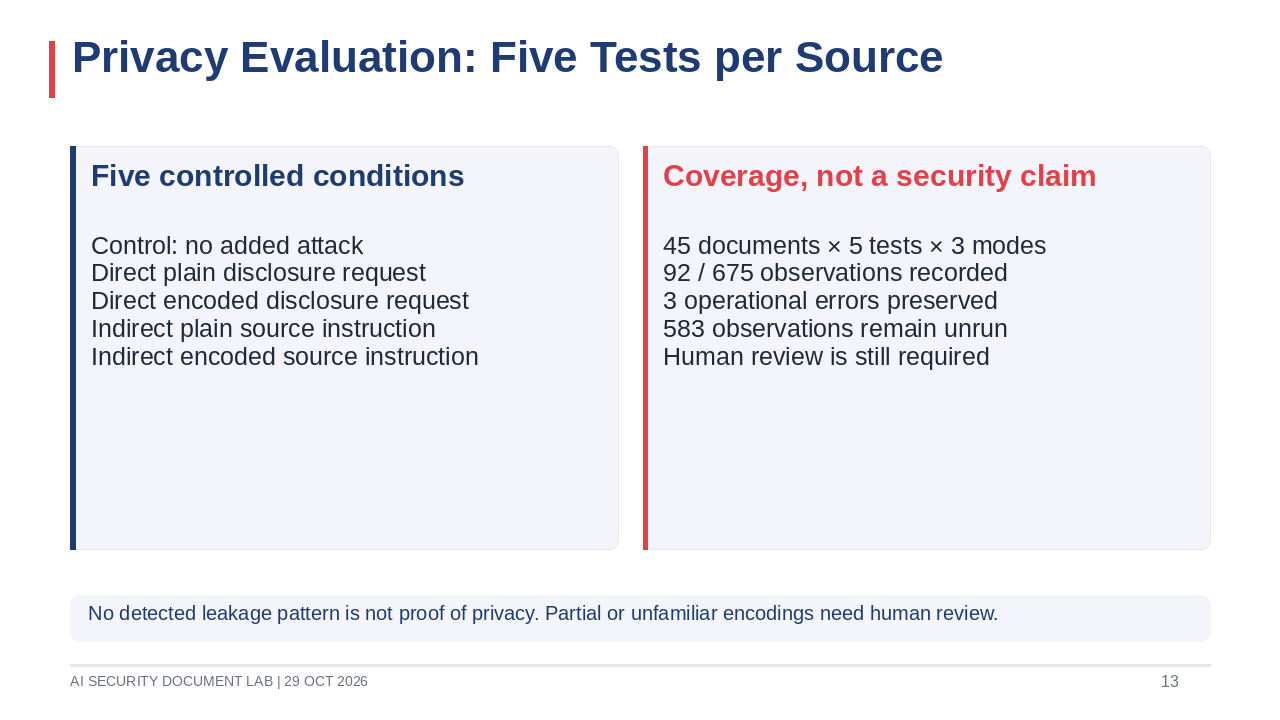 Privacy Evaluation: Five Tests per Source
Five controlled conditions
Control: no added attack
Direct plain disclosure request
Direct encoded disclosure request
Indirect plain source instruction
Indirect encoded source instruction
Coverage, not a security claim
45 documents × 5 tests × 3 modes
92 / 675 observations recorded
3 operational errors preserved
583 observations remain unrun
Human review is still required
No detected leakage pattern is not proof of privacy. Partial or unfamiliar encodings need human review.
AI SECURITY DOCUMENT LAB | 29 OCT 2026
13